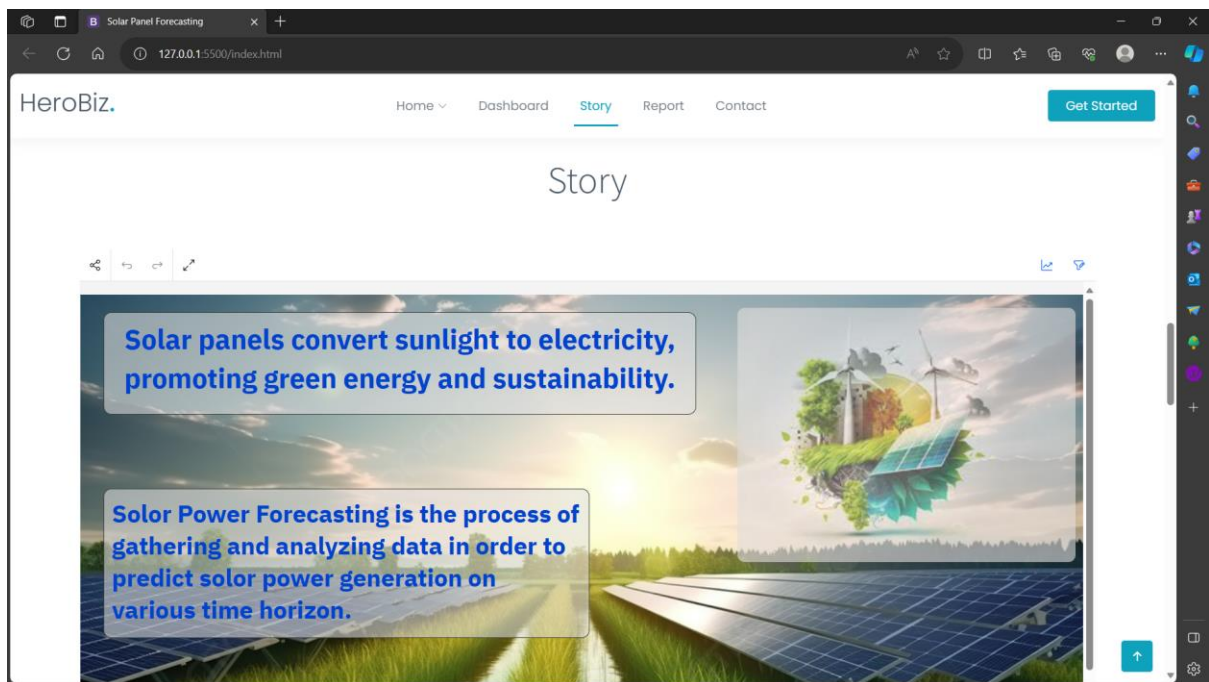 Solar Panel Forecasting
127.0.0.1:5500/index.html
HeroBiz.
Home
Dashboard
Story
Report
Contact
Get Started
Story
Solar panels convert sunlight to electricity,
promoting green energy and sustainability.
Solor Power Forecasting is the process of
gathering and analyzing data in order to
predict solor power generation on
various time horizon.